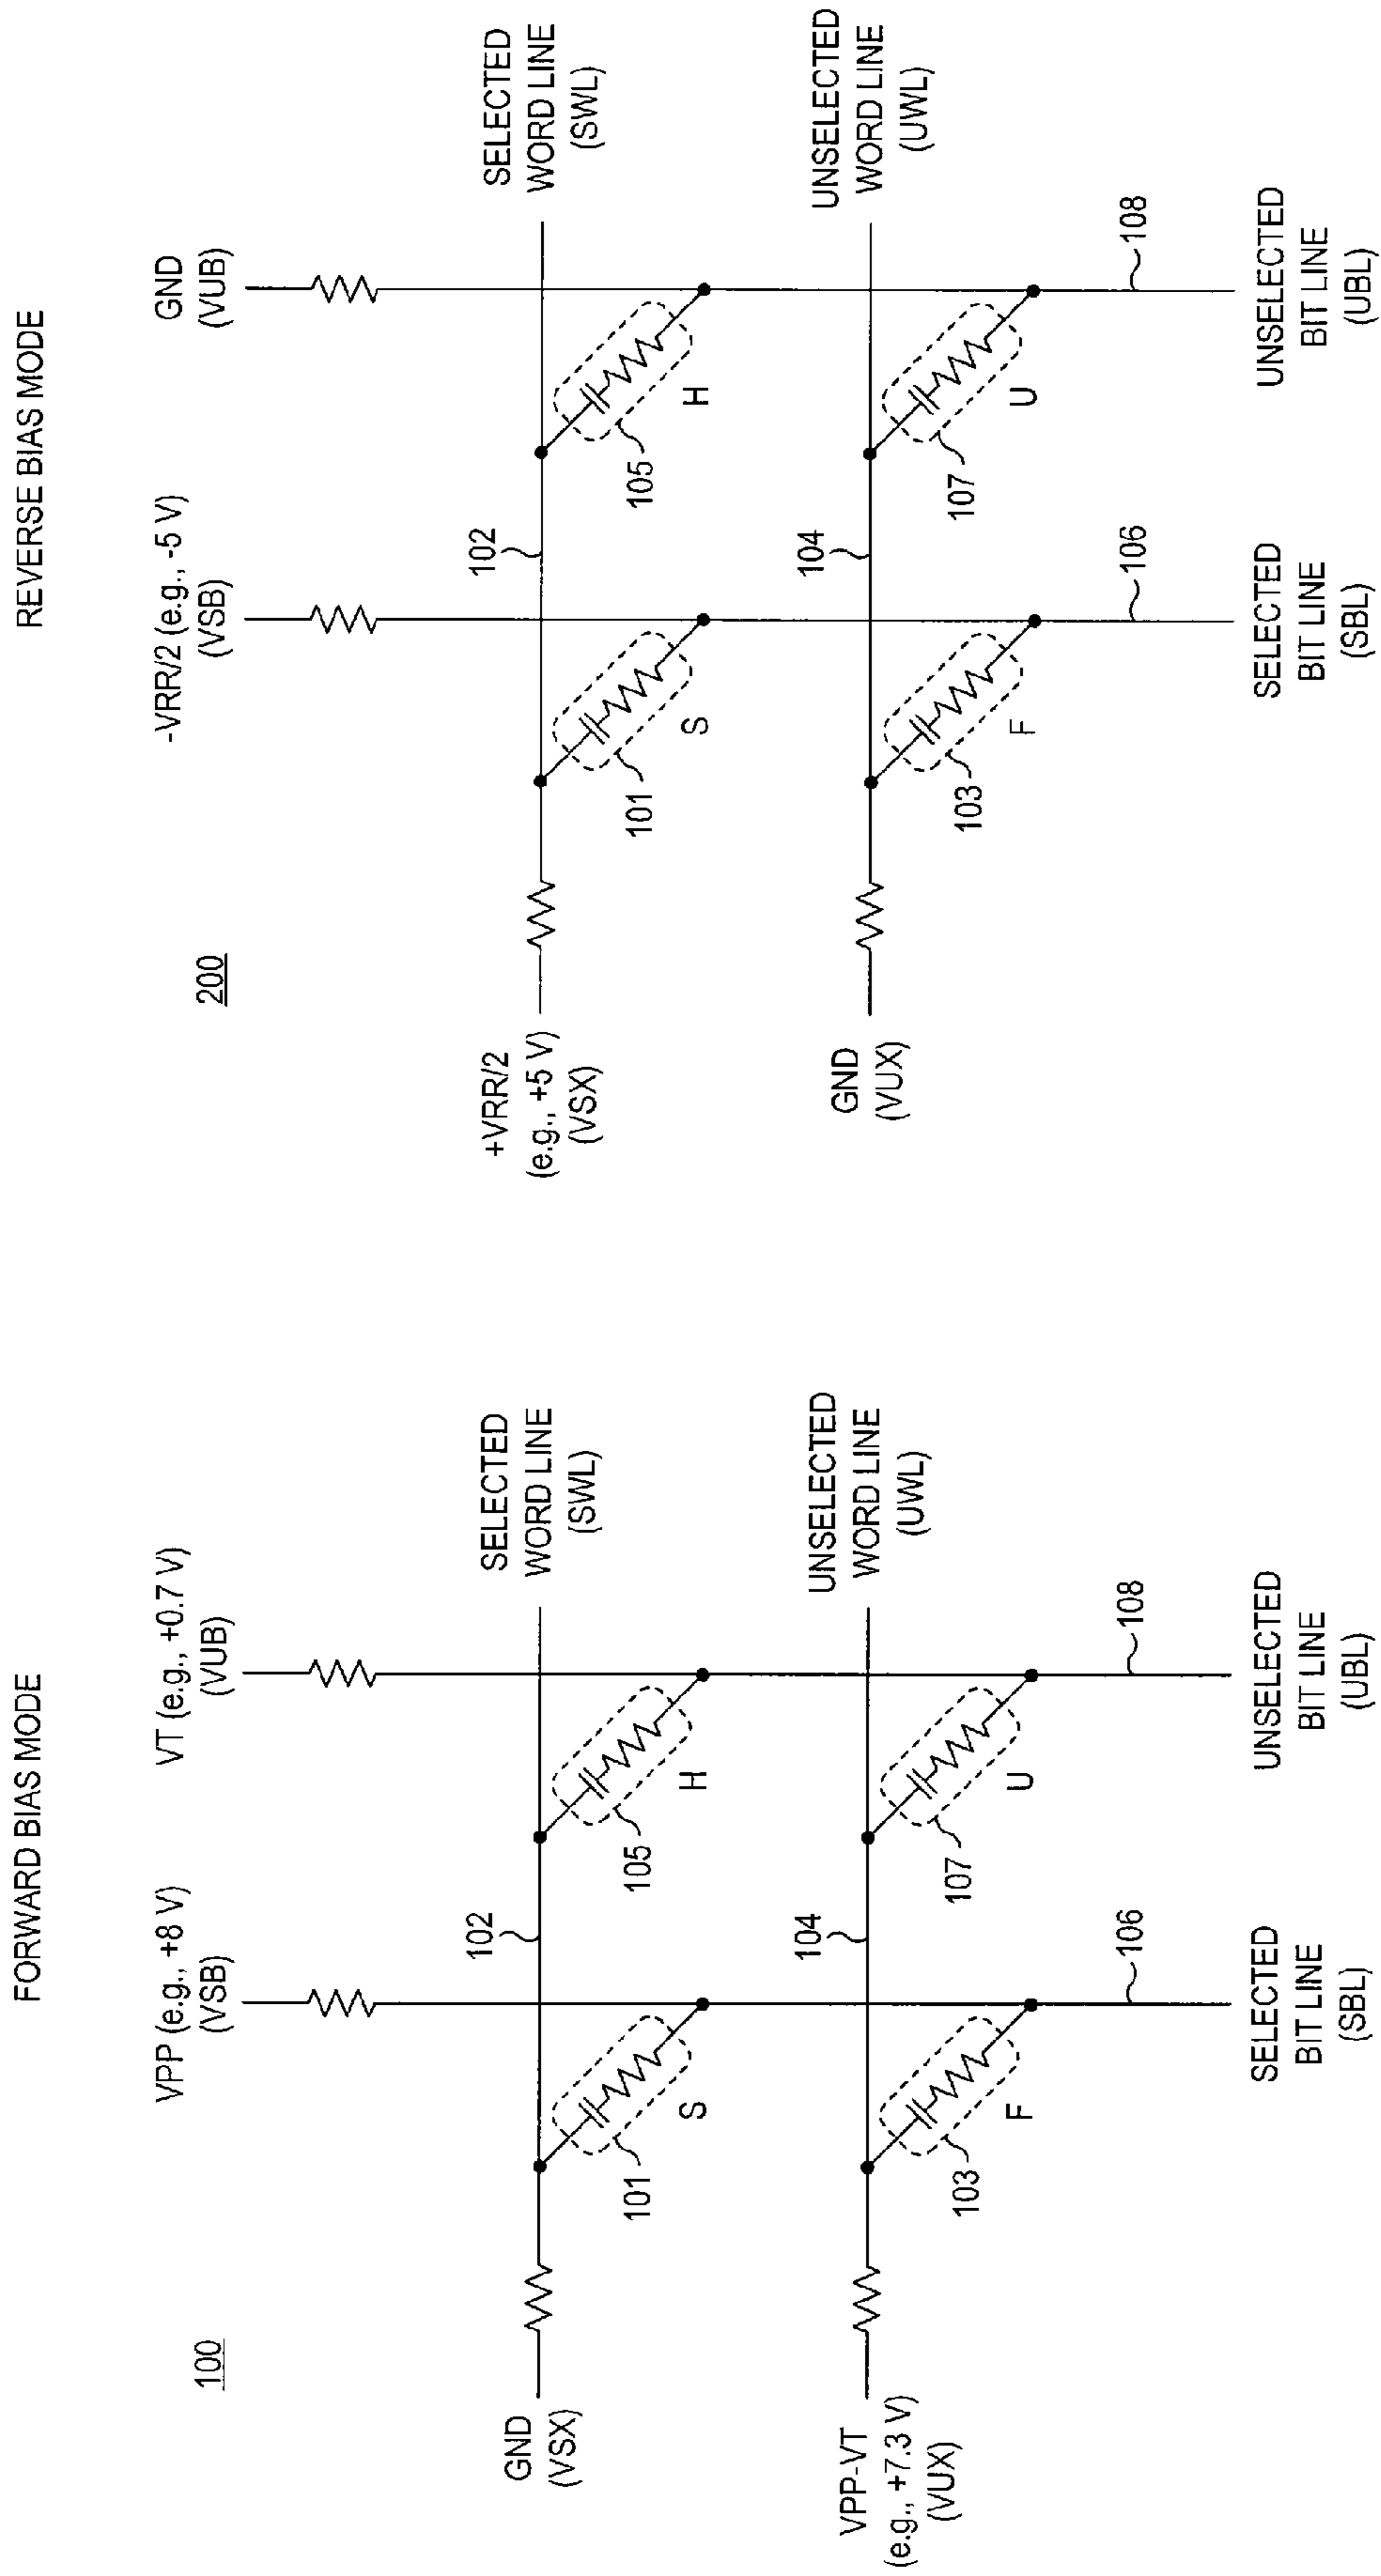 FORWARD BIAS MODE
100
VPP (e.g., +8 V)
(VSB)
VT (e.g., +0.7 V)
(VUB)
GND
(VSX)
102
SELECTED
WORD LINE
(SWL)
101
S
105
H
VPP-VT
(e.g., +7.3 V)
(VUX)
104
UNSELECTED
WORD LINE
(UWL)
103
F
107
U
106
108
SELECTED
BIT LINE
(SBL)
UNSELECTED
BIT LINE
(UBL)
REVERSE BIAS MODE
200
-VRR/2 (e.g., -5 V)
(VSB)
GND
(VUB)
+VRR/2
(e.g., +5 V)
(VSX)
102
SELECTED
WORD LINE
(SWL)
101
S
105
H
GND
(VUX)
104
UNSELECTED
WORD LINE
(UWL)
103
F
107
U
106
108
SELECTED
BIT LINE
(SBL)
UNSELECTED
BIT LINE
(UBL)